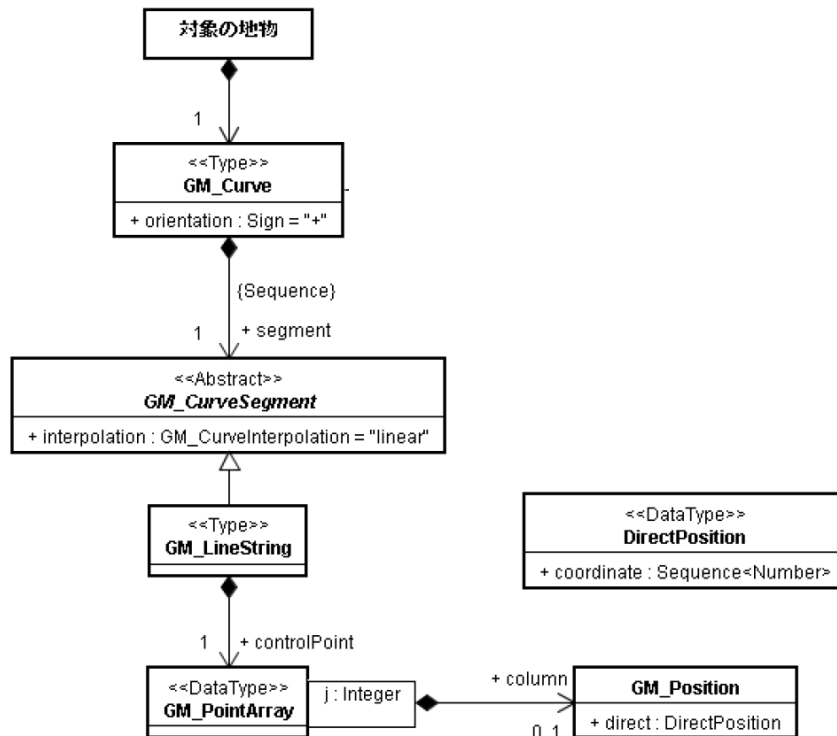 対象の地物
1
<<Type>>
GM_Curve
+ orientation : Sign = "+"
{Sequence}
1 + segment
<<Abstract>>
GM_CurveSegment
+ interpolation : GM_CurveInterpolation = "linear"
<<Type>>
GM_LineString
<<DataType>>
DirectPosition
+ coordinate : Sequence<Number>
1 + controlPoint
<<DataType>>
GM_PointArray
j : Integer
+ column
0..1
GM_Position
+ direct : DirectPosition